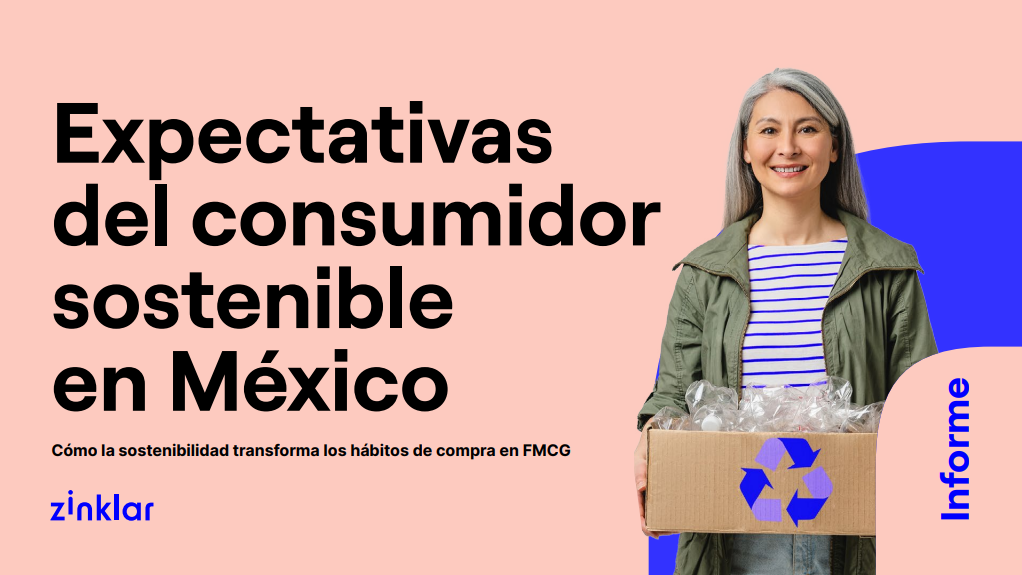 Expectativas
del consumidor
sostenible
en México
Cómo la sostenibilidad transforma los hábitos de compra en FMCG
zinklar
Informe